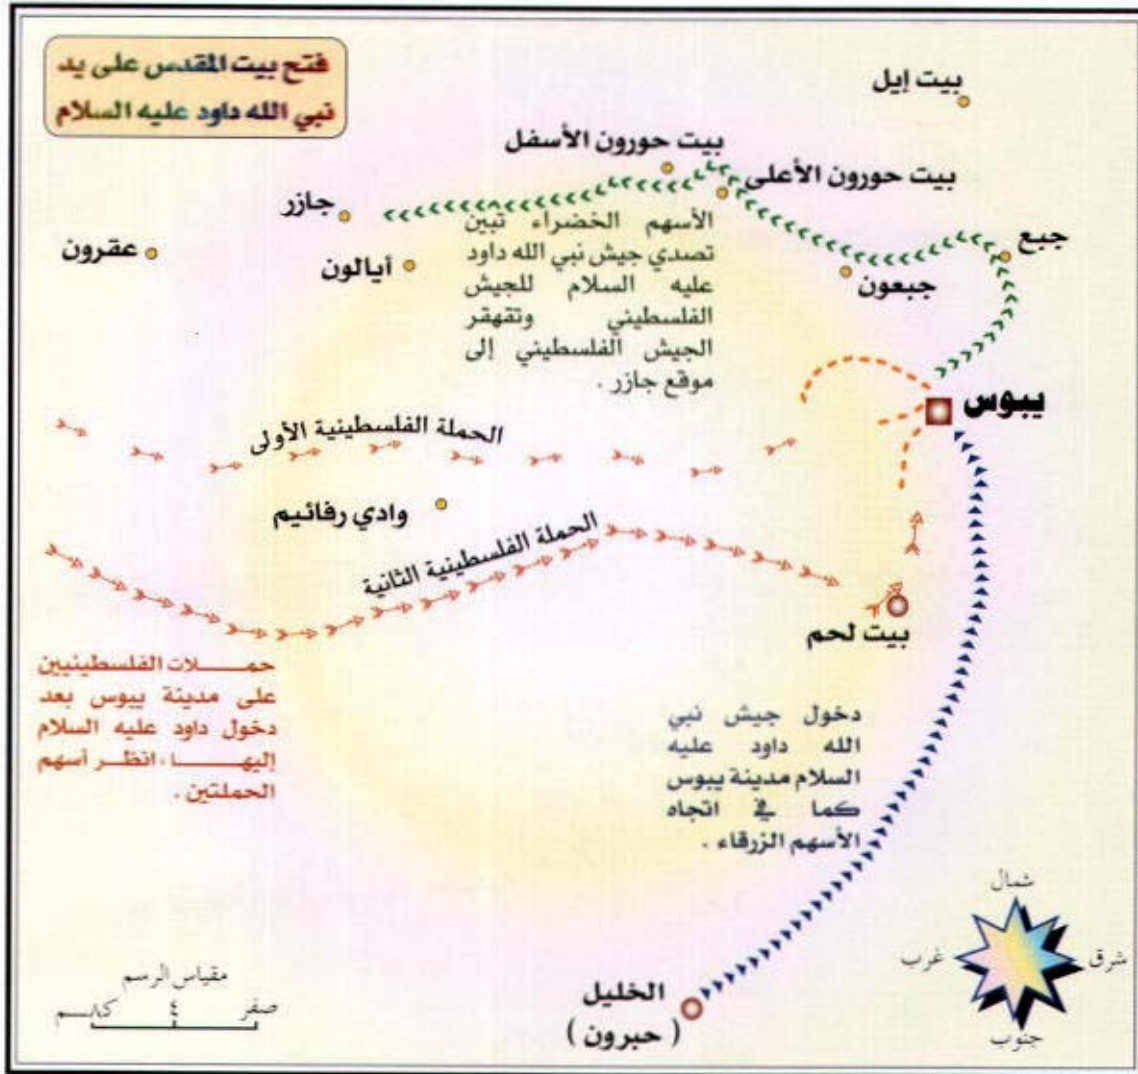 فتح بيت المقدس على يد
نبي الله داود عليه السلام
بيت إيل
بيت حورون الأسفل
بيت حورون الأعلى
جازر
جبع
عقرون
أيالون
جبعون
الأسهم الخضراء تبين
تصدي جيش نبي الله داود
عليه السلام للجيش
الفلسطيني وتقهقر
الجيش الفلسطيني إلى
موقع جازر .
يبوس
الحملة الفلسطينية الأولى
وادي رفائيم
الحملة الفلسطينية الثانية
بيت لحم
حمـــلات الفلسطينيين
على مدينة يبوس بعد
دخول داود عليه السلام
إليهـــا ، انظـر أسهم
الحملتين .
دخول جيش نبي
الله داود عليه
السلام مدينة يبوس
كما في اتجاه
الأسهم الزرقاء .
شمال
شرق
غرب
جنوب
مقياس الرسم
صفر ٤ ٨كـم
الخليل
( حبرون )